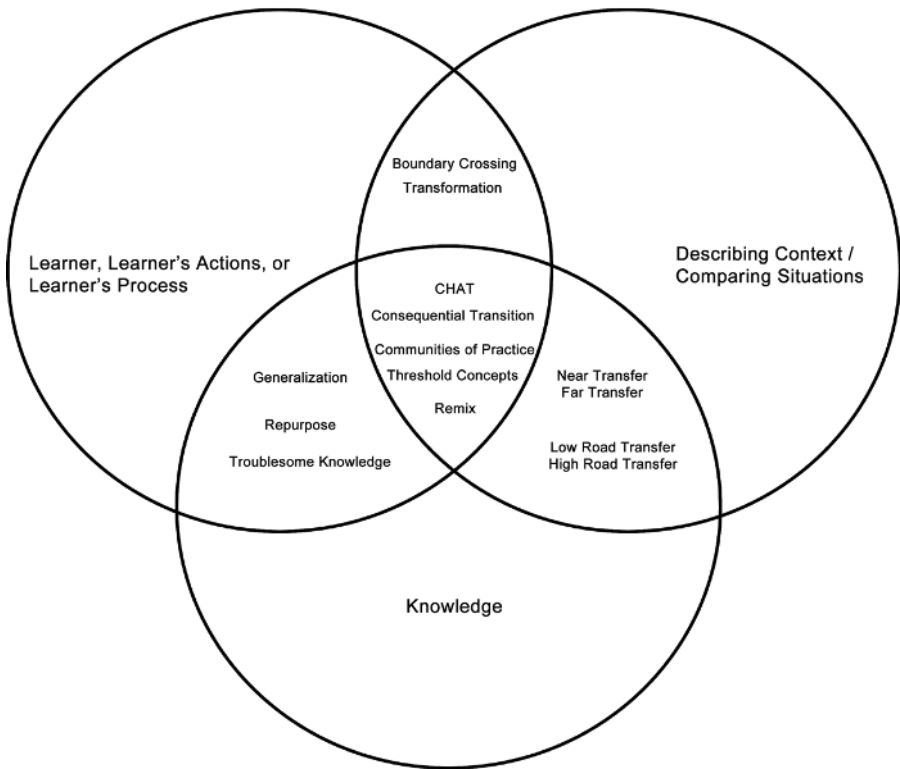 Boundary Crossing
Transformation
Learner, Learner's Actions, or
Learner's Process
Describing Context /
Comparing Situations
CHAT
Consequential Transition
Communities of Practice
Threshold Concepts
Remix
Generalization
Repurpose
Troublesome Knowledge
Near Transfer
Far Transfer
Low Road Transfer
High Road Transfer
Knowledge